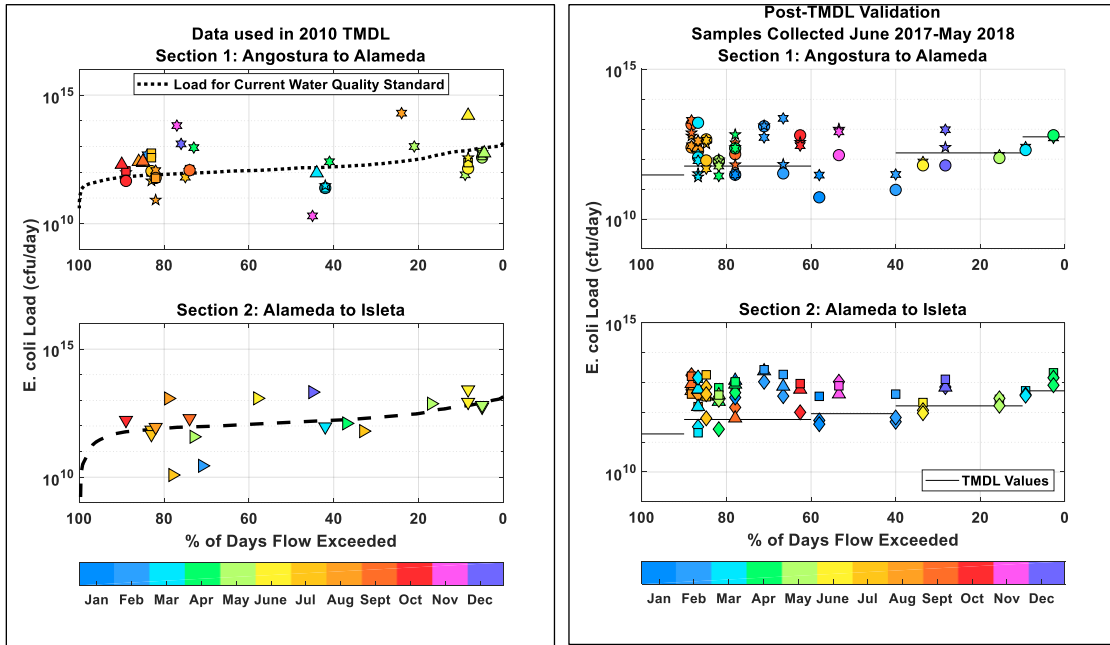 Data used in 2010 TMDL
Section 1: Angostura to Alameda
Load for Current Water Quality Standard
10^15
10^10
100 80 60 40 20 0
Section 2: Alameda to Isleta
10^15
10^10
100 80 60 40 20 0
E. coli Load (cfu/day)
% of Days Flow Exceeded
Jan Feb Mar Apr May June Jul Aug Sept Oct Nov Dec
Post-TMDL Validation
Samples Collected June 2017-May 2018
Section 1: Angostura to Alameda
10^15
10^10
100 80 60 40 20 0
Section 2: Alameda to Isleta
10^15
10^10
TMDL Values
100 80 60 40 20 0
E. coli Load (cfu/day)
% of Days Flow Exceeded
Jan Feb Mar Apr May June Jul Aug Sept Oct Nov Dec